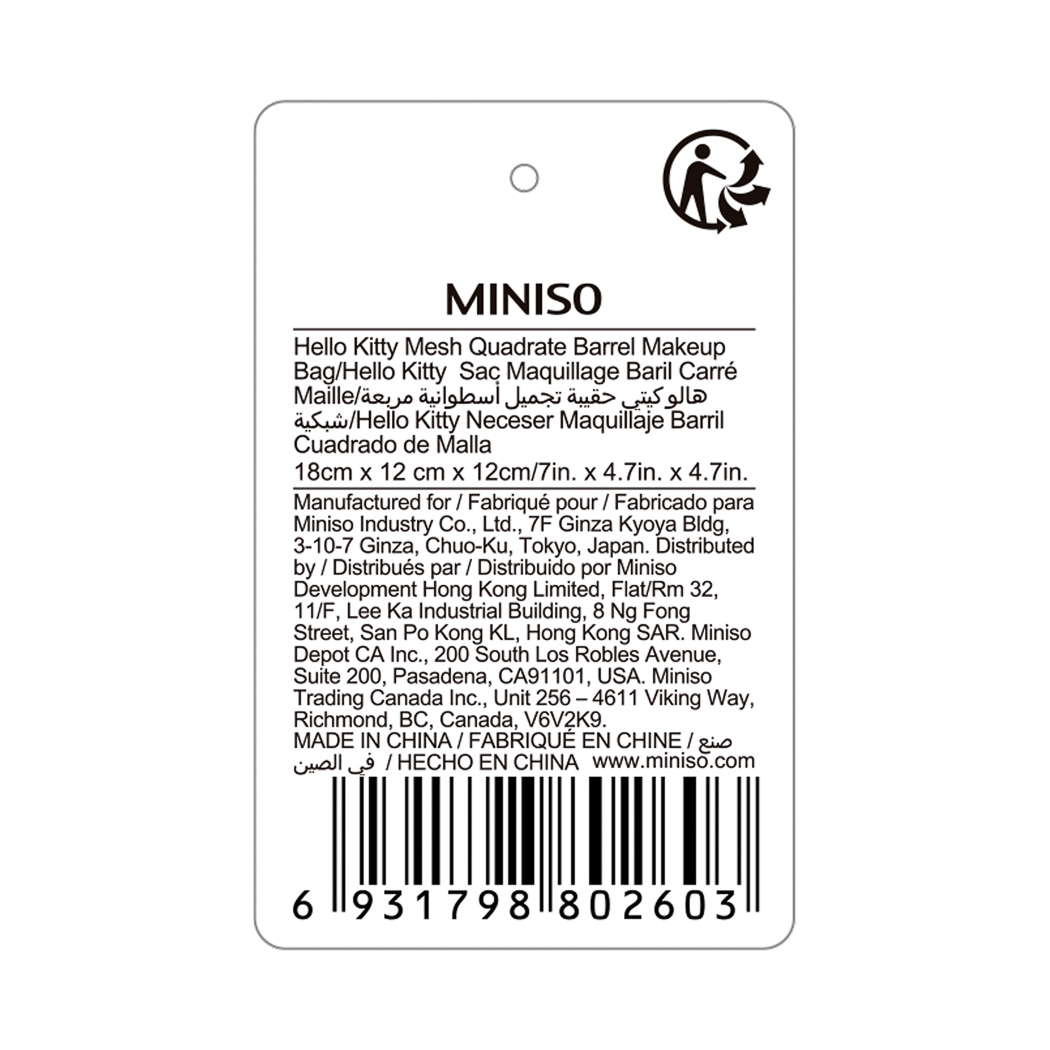 MINISO
Hello Kitty Mesh Quadrate Barrel Makeup
Bag/Hello Kitty Sac Maquillage Baril Carré
Maille/هالو كيتي حقيبة تجميل أسطوانية مربعة
شبكية/Hello Kitty Neceser Maquillaje Barril
Cuadrado de Malla
18cm x 12 cm x 12cm/7in. x 4.7in. x 4.7in.
Manufactured for / Fabriqué pour / Fabricado para
Miniso Industry Co., Ltd., 7F Ginza Kyoya Bldg,
3-10-7 Ginza, Chuo-Ku, Tokyo, Japan. Distributed
by / Distribués par / Distribuido por Miniso
Development Hong Kong Limited, Flat/Rm 32,
11/F, Lee Ka Industrial Building, 8 Ng Fong
Street, San Po Kong KL, Hong Kong SAR. Miniso
Depot CA Inc., 200 South Los Robles Avenue,
Suite 200, Pasadena, CA91101, USA. Miniso
Trading Canada Inc., Unit 256 – 4611 Viking Way,
Richmond, BC, Canada, V6V2K9.
MADE IN CHINA / FABRIQUÉ EN CHINE / صنع
في الصين / HECHO EN CHINA www.miniso.com
6 931798 802603